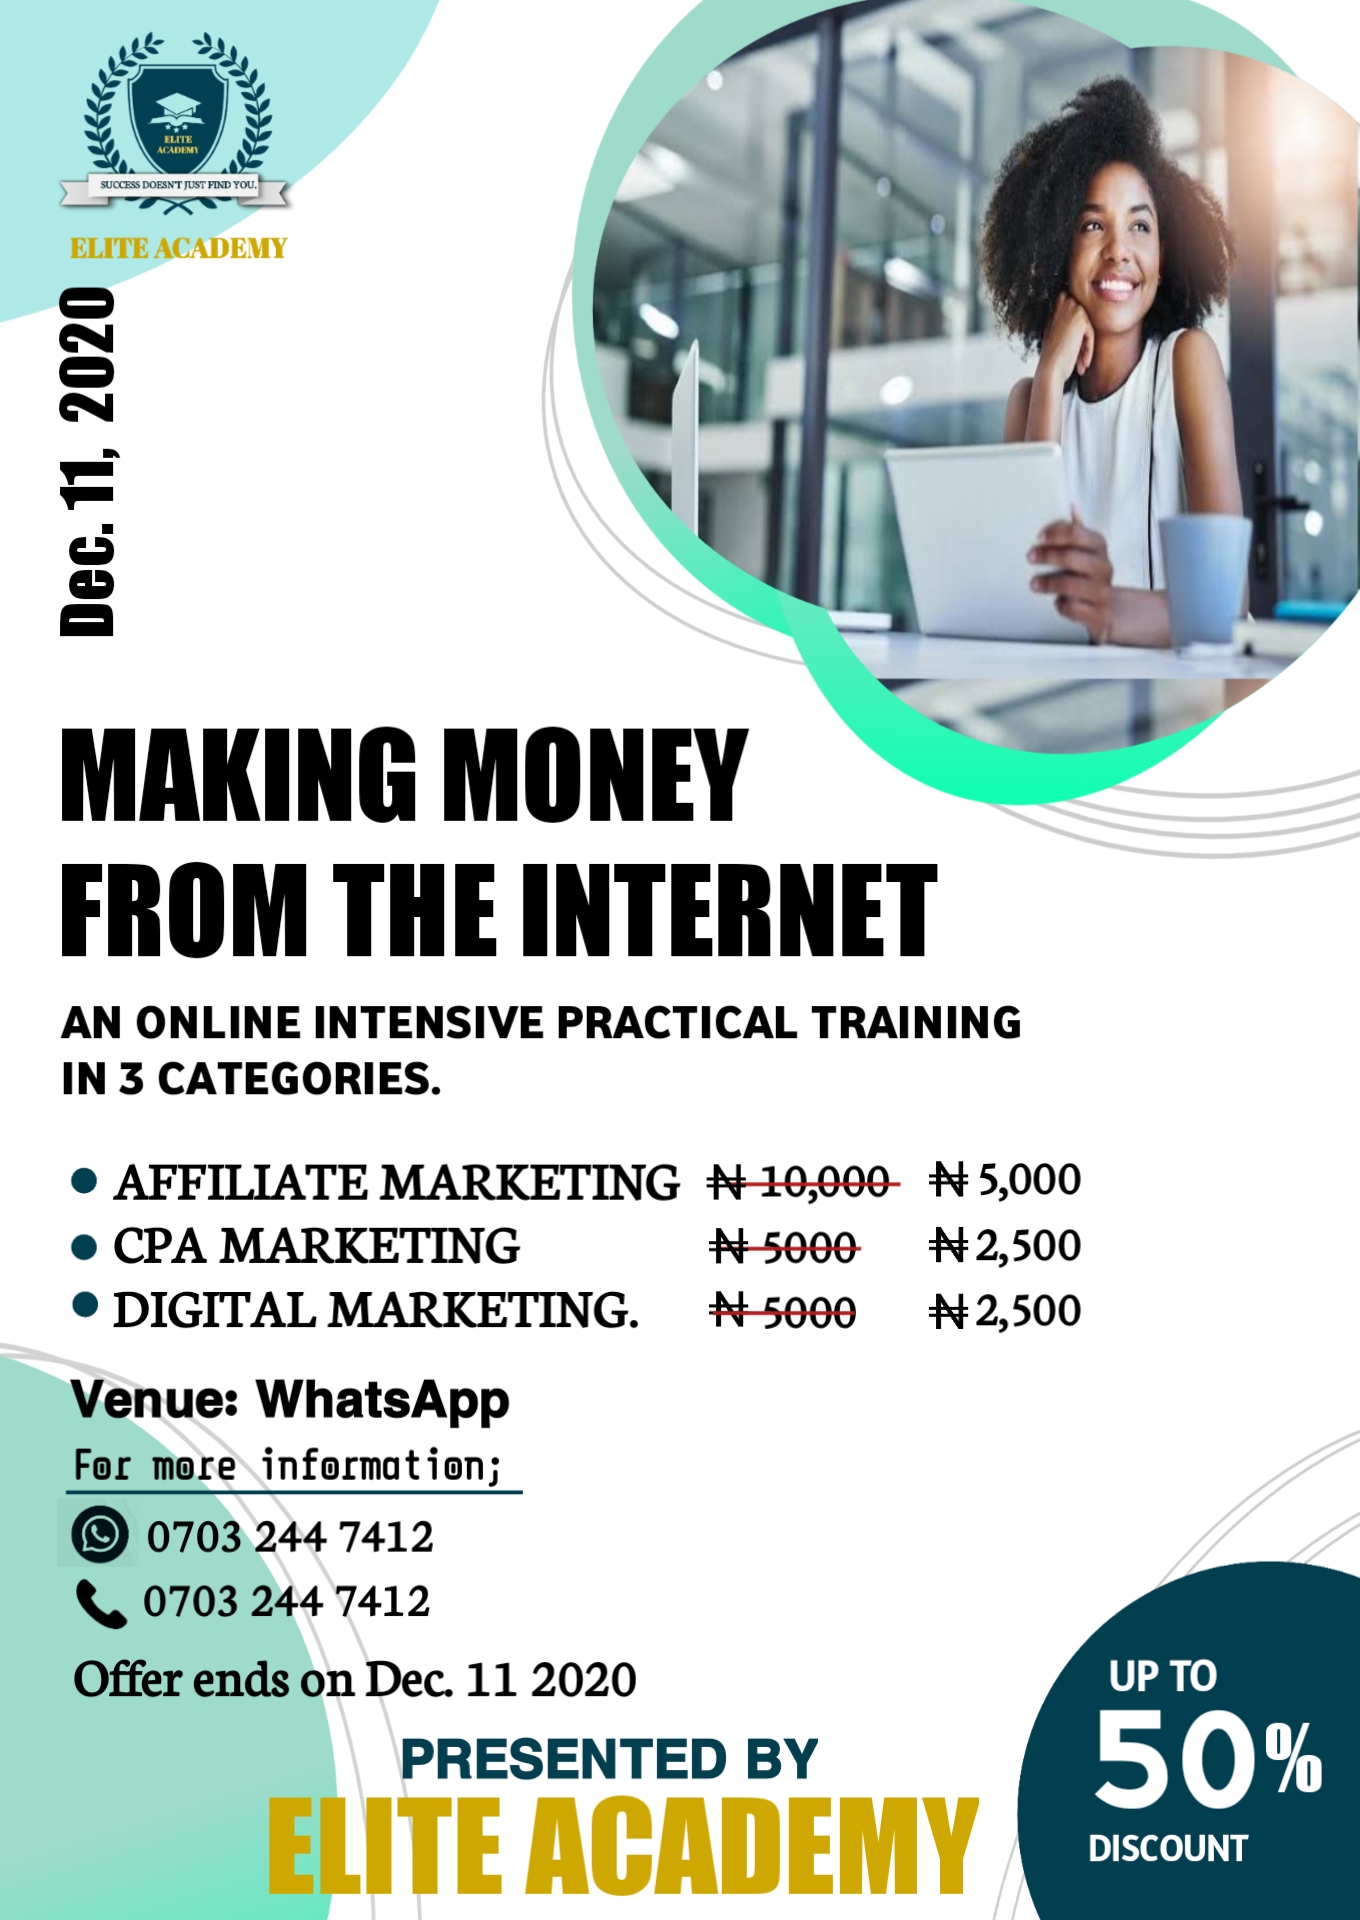 ELITE
ACADEMY
SUCCESS DOESN'T JUST FIND YOU.
ELITE ACADEMY
Dec. 11, 2020
MAKING MONEY
FROM THE INTERNET
AN ONLINE INTENSIVE PRACTICAL TRAINING
IN 3 CATEGORIES.
AFFILIATE MARKETING ₦ 10,000 ₦ 5,000
CPA MARKETING ₦ 5000 ₦ 2,500
DIGITAL MARKETING. ₦ 5000 ₦ 2,500
Venue: WhatsApp
For more information;
0703 244 7412
0703 244 7412
Offer ends on Dec. 11 2020
PRESENTED BY
ELITE ACADEMY
UP TO
50%
DISCOUNT